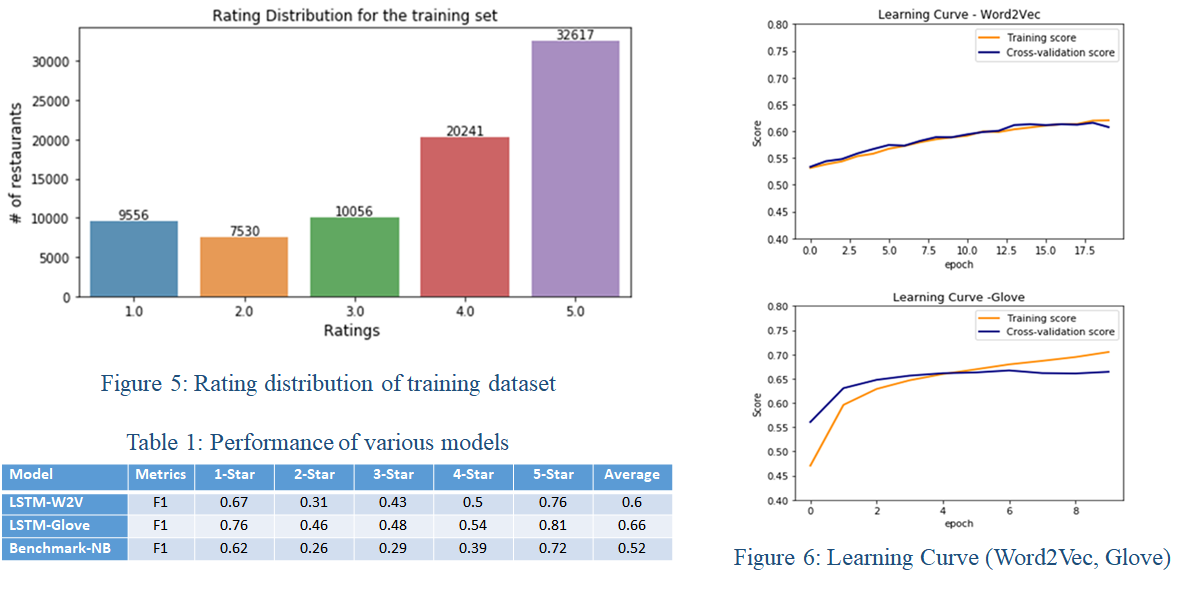 Rating Distribution for the training set
# of restaurants
30000
25000
20000
15000
10000
5000
0
9556
7530
10056
20241
32617
1.0 2.0 3.0 4.0 5.0
Ratings
Figure 5: Rating distribution of training dataset
Table 1: Performance of various models
Model Metrics 1-Star 2-Star 3-Star 4-Star 5-Star Average
LSTM-W2V F1 0.67 0.31 0.43 0.5 0.76 0.6
LSTM-Glove F1 0.76 0.46 0.48 0.54 0.81 0.66
Benchmark-NB F1 0.62 0.26 0.29 0.39 0.72 0.52
Learning Curve - Word2Vec
Training score
Cross-validation score
Score
0.80
0.75
0.70
0.65
0.60
0.55
0.50
0.45
0.40
0.0 2.5 5.0 7.5 10.0 12.5 15.0 17.5
epoch
Learning Curve -Glove
Training score
Cross-validation score
Score
0.80
0.75
0.70
0.65
0.60
0.55
0.50
0.45
0.40
0 2 4 6 8
epoch
Figure 6: Learning Curve (Word2Vec, Glove)